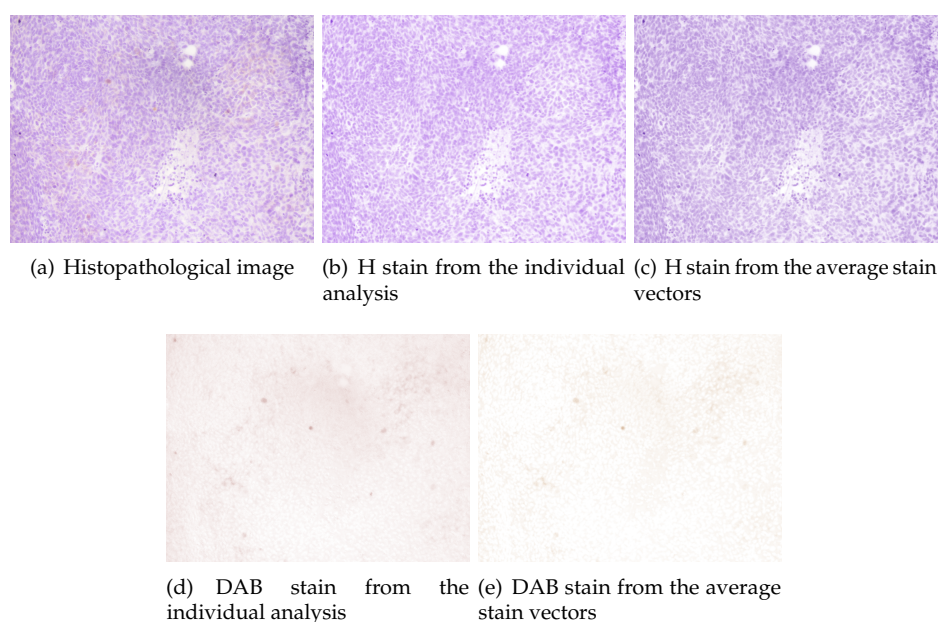 (a) Histopathological image
(b) H stain from the individual
analysis
(c) H stain from the average stain
vectors
(d) DAB stain from the
individual analysis
(e) DAB stain from the average
stain vectors